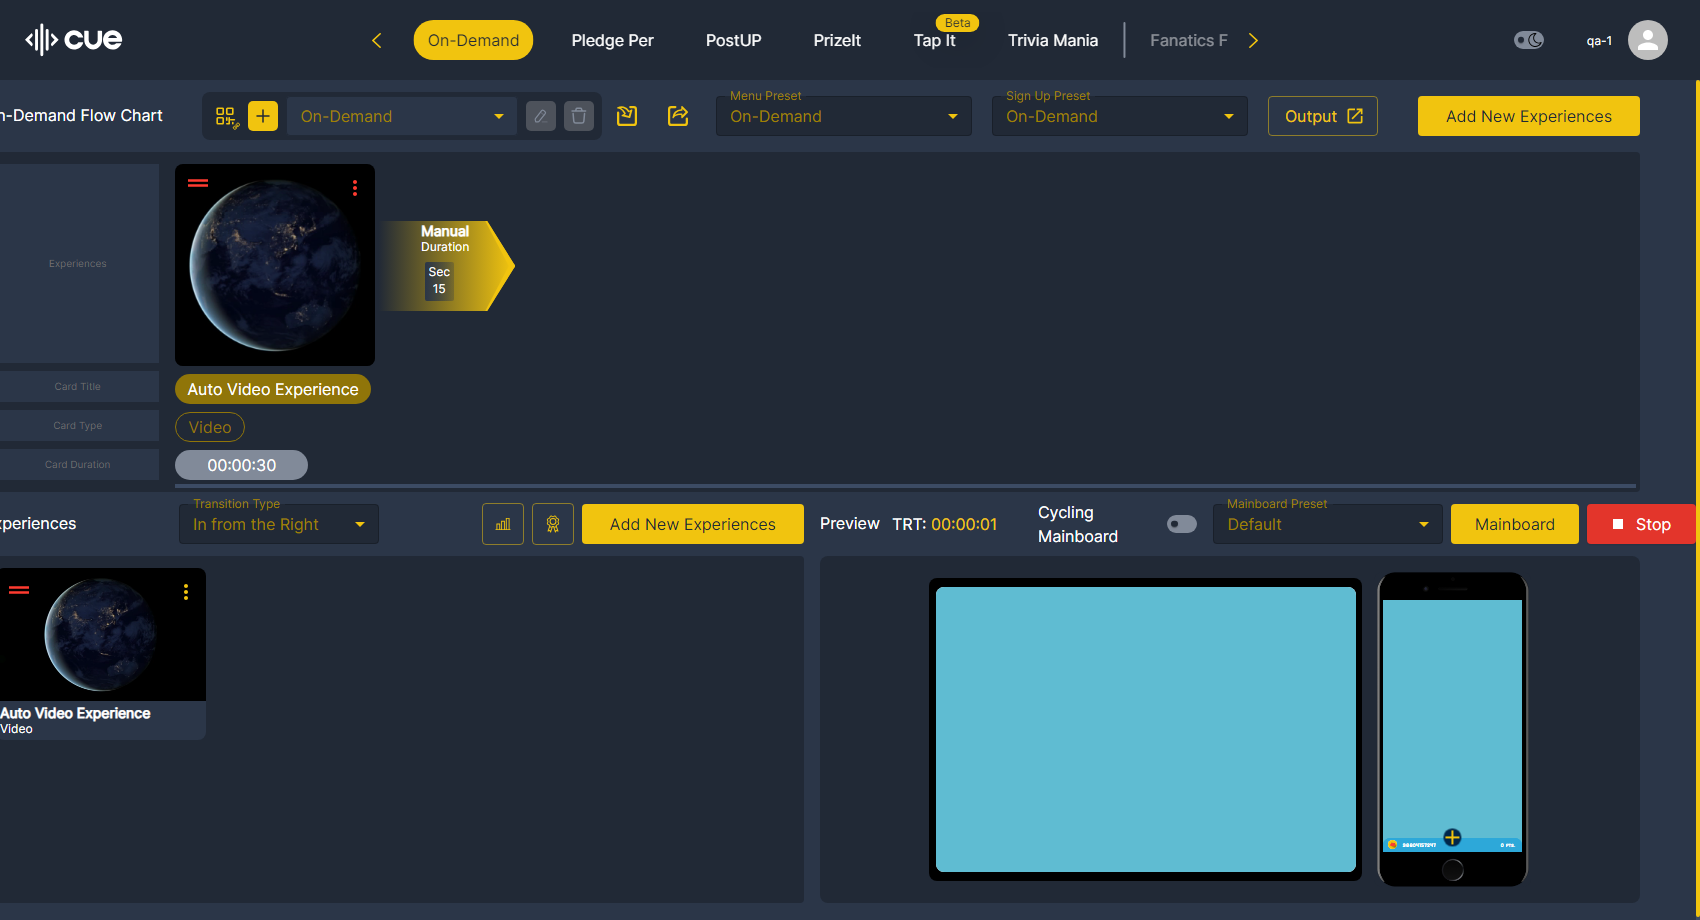 cue
On-Demand
Pledge Per
PostUP
PrizeIt
Beta
Tap It
Trivia Mania
Fanatics F
qa-1
n-Demand Flow Chart
On-Demand
Menu Preset
On-Demand
Sign Up Preset
On-Demand
Output
Add New Experiences
Experiences
Manual
Duration
Sec
15
Card Title
Auto Video Experience
Card Type
Video
Card Duration
00:00:30
xperiences
Transition Type
In from the Right
Add New Experiences
Preview
TRT: 00:00:01
Cycling
Mainboard
Mainboard Preset
Default
Mainboard
Stop
Auto Video Experience
Video
0 PTS.